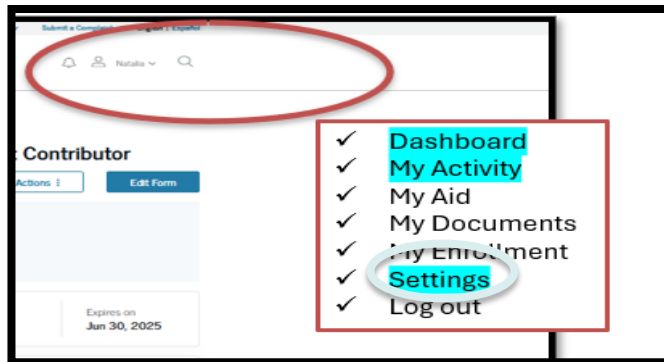 Submit a Complaint English | Español
Natalia
Contributor
Actions
Edit Form
Expires on
Jun 30, 2025
✓ Dashboard
✓ My Activity
✓ My Aid
✓ My Documents
✓ My Enrollment
✓ Settings
✓ Log out